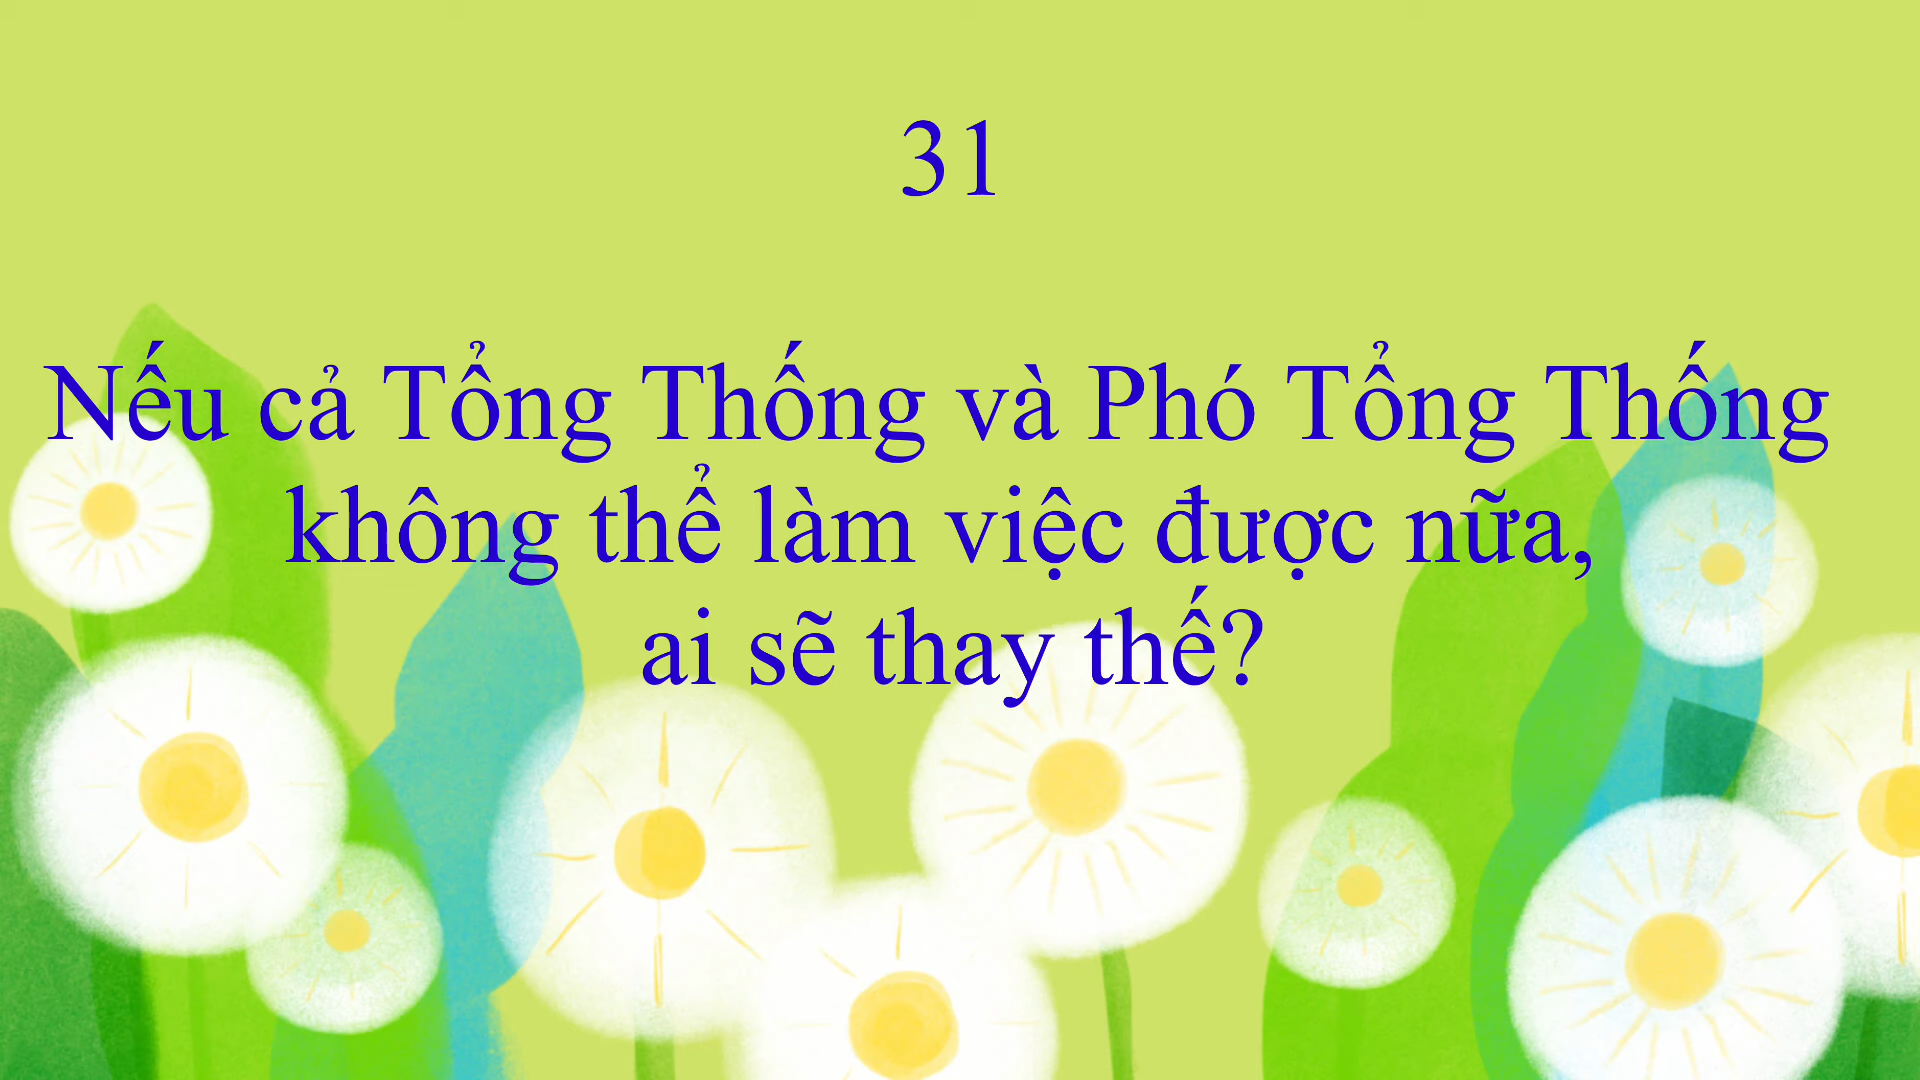 31
Nếu cả Tổng Thống và Phó Tổng Thống
không thể làm việc được nữa,
ai sẽ thay thế?